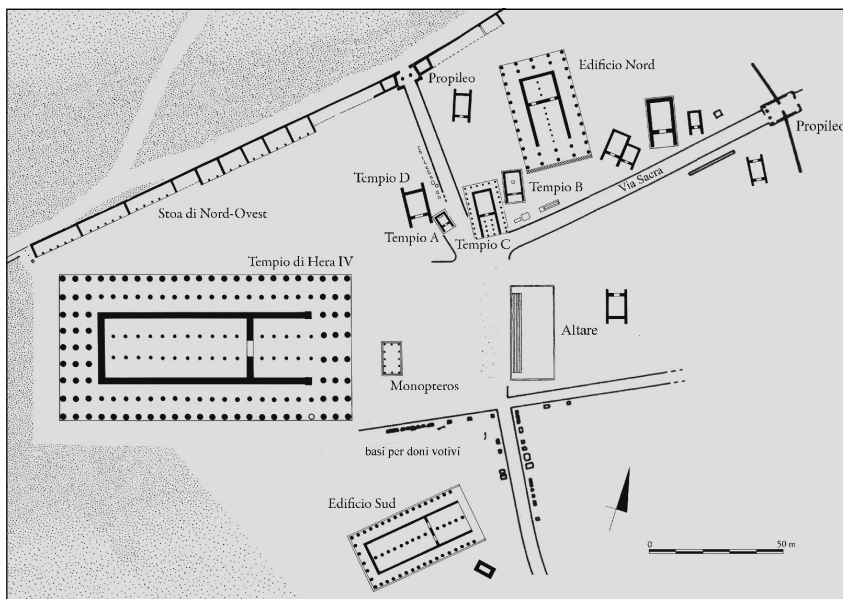 Edificio Nord
Propileo
Propileo
Tempio D
Tempio B
Via Sacra
Stoa di Nord-Ovest
Tempio A
Tempio C
Tempio di Hera IV
Altare
Monopteros
basi per doni votivi
Edificio Sud
0
50 m